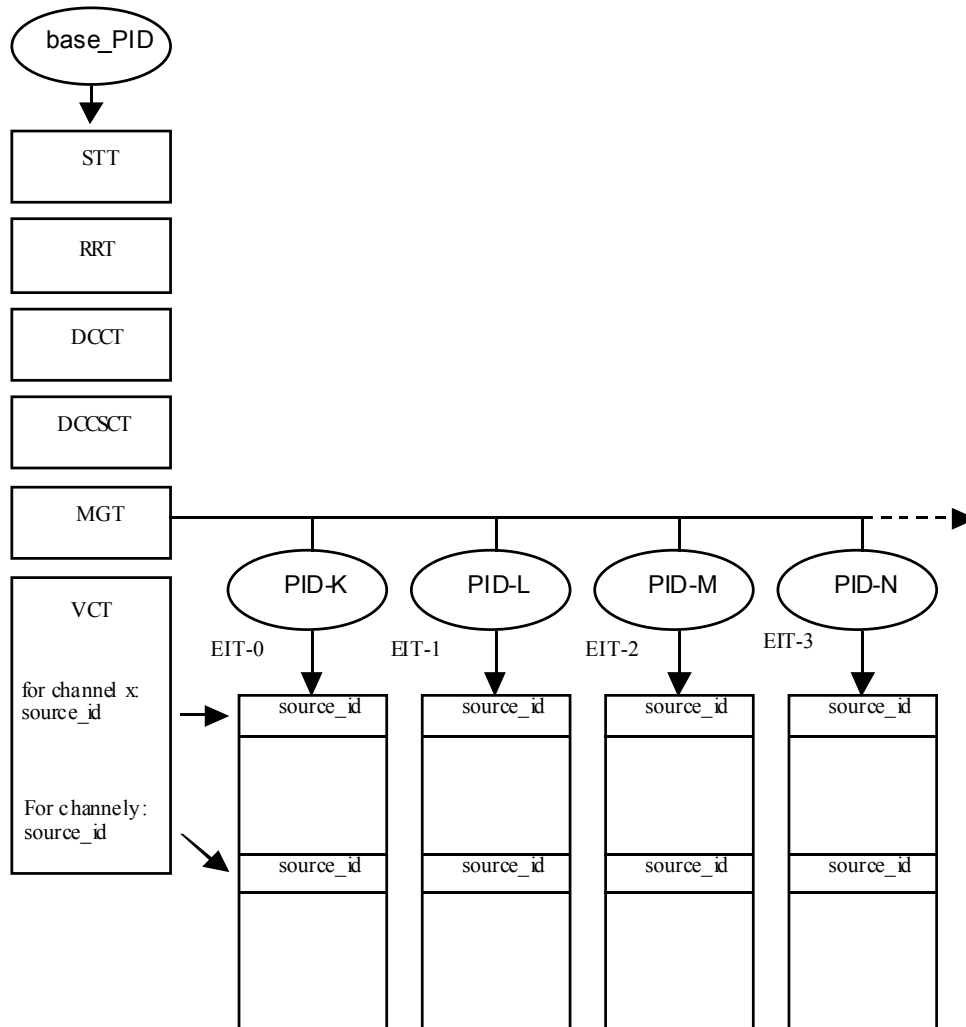 base_PID
STT
RRT
DCCT
DCCSCT
MGT
PID-K PID-L PID-M PID-N
VCT
EIT-0 EIT-1 EIT-2 EIT-3
for channel x:
source_id
source_id source_id source_id source_id
For channely:
source_id
source_id source_id source_id source_id